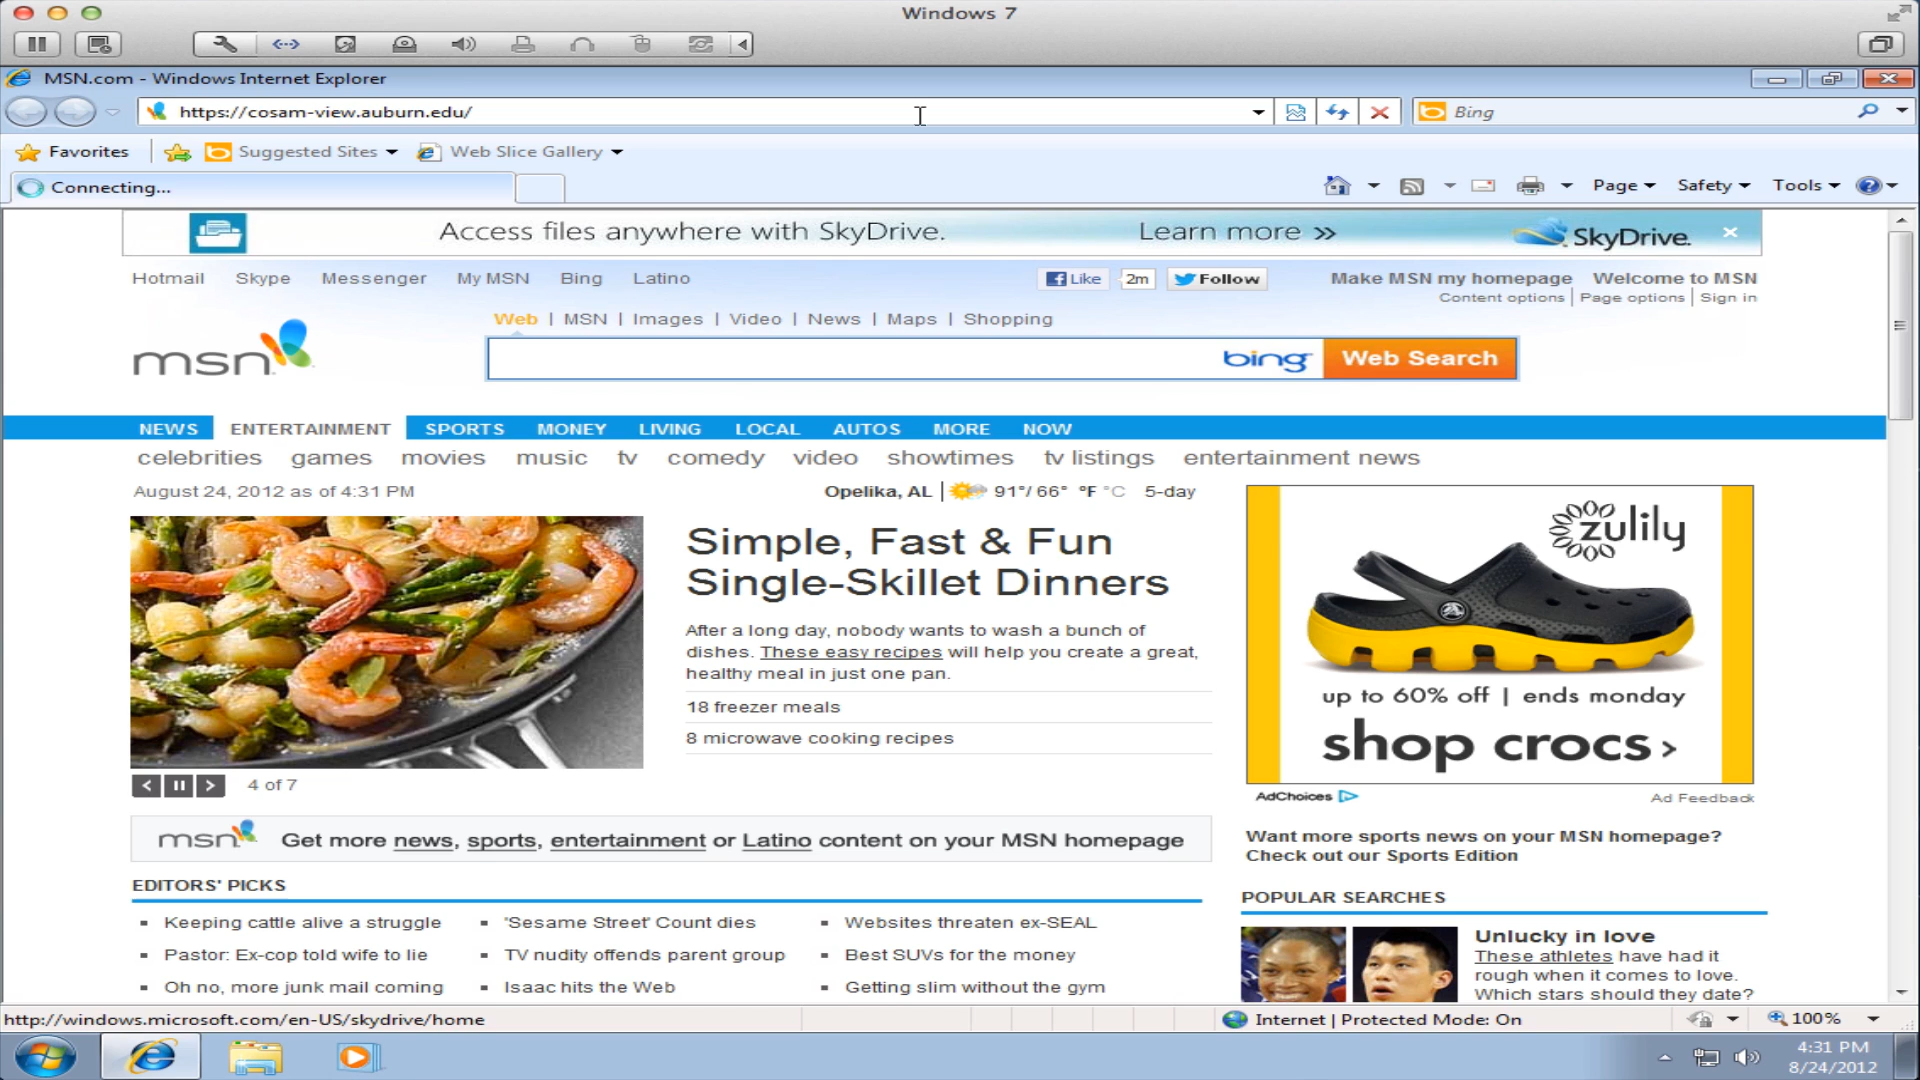 Windows 7
MSN.com - Windows Internet Explorer
https://cosam-view.auburn.edu/
Bing
Favorites
Suggested Sites
Web Slice Gallery
Connecting...
Page
Safety
Tools
Access files anywhere with SkyDrive.
Learn more >>
SkyDrive.
Hotmail Skype Messenger My MSN Bing Latino
Like
2m
Follow
Make MSN my homepage Welcome to MSN
Content options | Page options | Sign in
Web | MSN | Images | Video | News | Maps | Shopping
msn
bing
Web Search
NEWS ENTERTAINMENT SPORTS MONEY LIVING LOCAL AUTOS MORE NOW
celebrities games movies music tv comedy video showtimes tv listings entertainment news
August 24, 2012 as of 4:31 PM
Opelika, AL | 91°/ 66° °F °C 5-day
Simple, Fast & Fun
Single-Skillet Dinners
After a long day, nobody wants to wash a bunch of
dishes. These easy recipes will help you create a great,
healthy meal in just one pan.
18 freezer meals
8 microwave cooking recipes
4 of 7
zulily
up to 60% off | ends monday
shop crocs >
AdChoices
Ad Feedback
msn Get more news, sports, entertainment or Latino content on your MSN homepage
Want more sports news on your MSN homepage?
Check out our Sports Edition
EDITORS' PICKS
Keeping cattle alive a struggle
Pastor: Ex-cop told wife to lie
Oh no, more junk mail coming
'Sesame Street' Count dies
TV nudity offends parent group
Isaac hits the Web
Websites threaten ex-SEAL
Best SUVs for the money
Getting slim without the gym
POPULAR SEARCHES
Unlucky in love
These athletes have had it
rough when it comes to love.
Which stars should they date?
http://windows.microsoft.com/en-US/skydrive/home
Internet | Protected Mode: On
100%
4:31 PM
8/24/2012